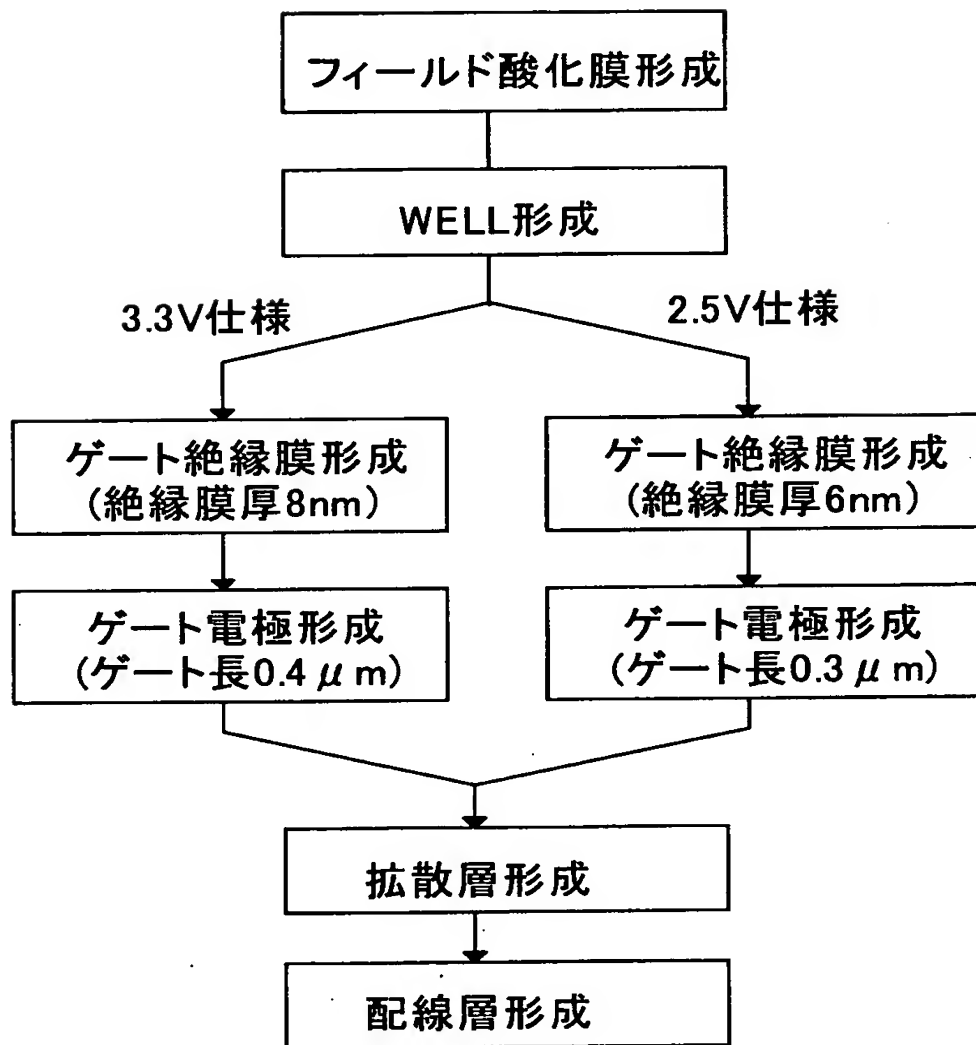 フィールド酸化膜形成
WELL形成
3.3V仕様
2.5V仕様
ゲート絶縁膜形成
(絶縁膜厚8nm)
ゲート絶縁膜形成
(絶縁膜厚6nm)
ゲート電極形成
(ゲート長0.4μm)
ゲート電極形成
(ゲート長0.3μm)
拡散層形成
配線層形成